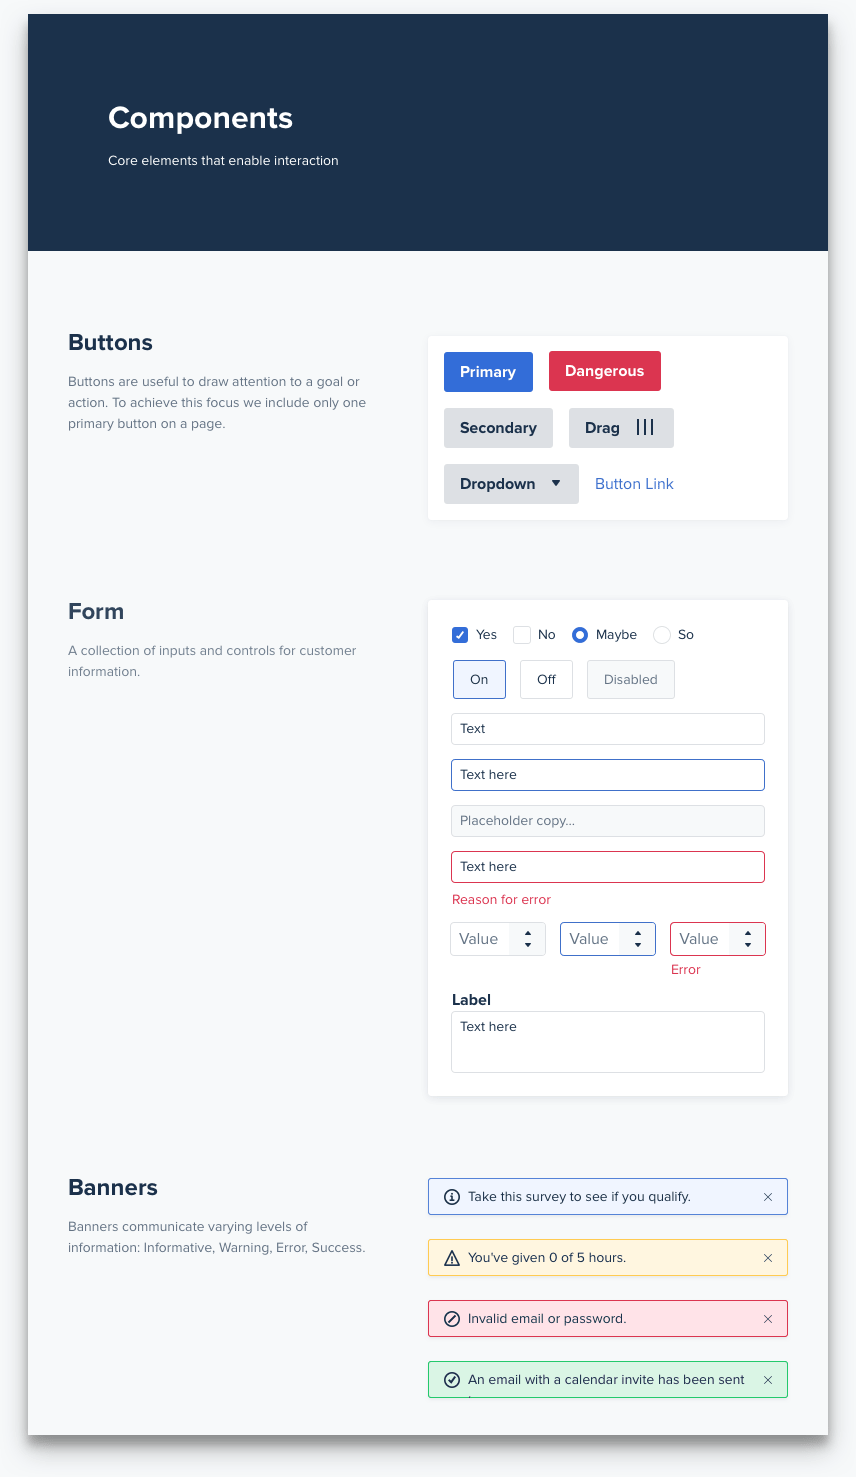 Components
Core elements that enable interaction
Buttons
Buttons are useful to draw attention to a goal or
action. To achieve this focus we include only one
primary button on a page.
Primary
Dangerous
Secondary
Drag
Dropdown
Button Link
Form
A collection of inputs and controls for customer
information.
Yes
No
Maybe
So
On
Off
Disabled
Text
Text here
Placeholder copy...
Text here
Reason for error
Value
Value
Value
Error
Label
Text here
Banners
Banners communicate varying levels of
information: Informative, Warning, Error, Success.
Take this survey to see if you qualify.
You've given 0 of 5 hours.
Invalid email or password.
An email with a calendar invite has been sent